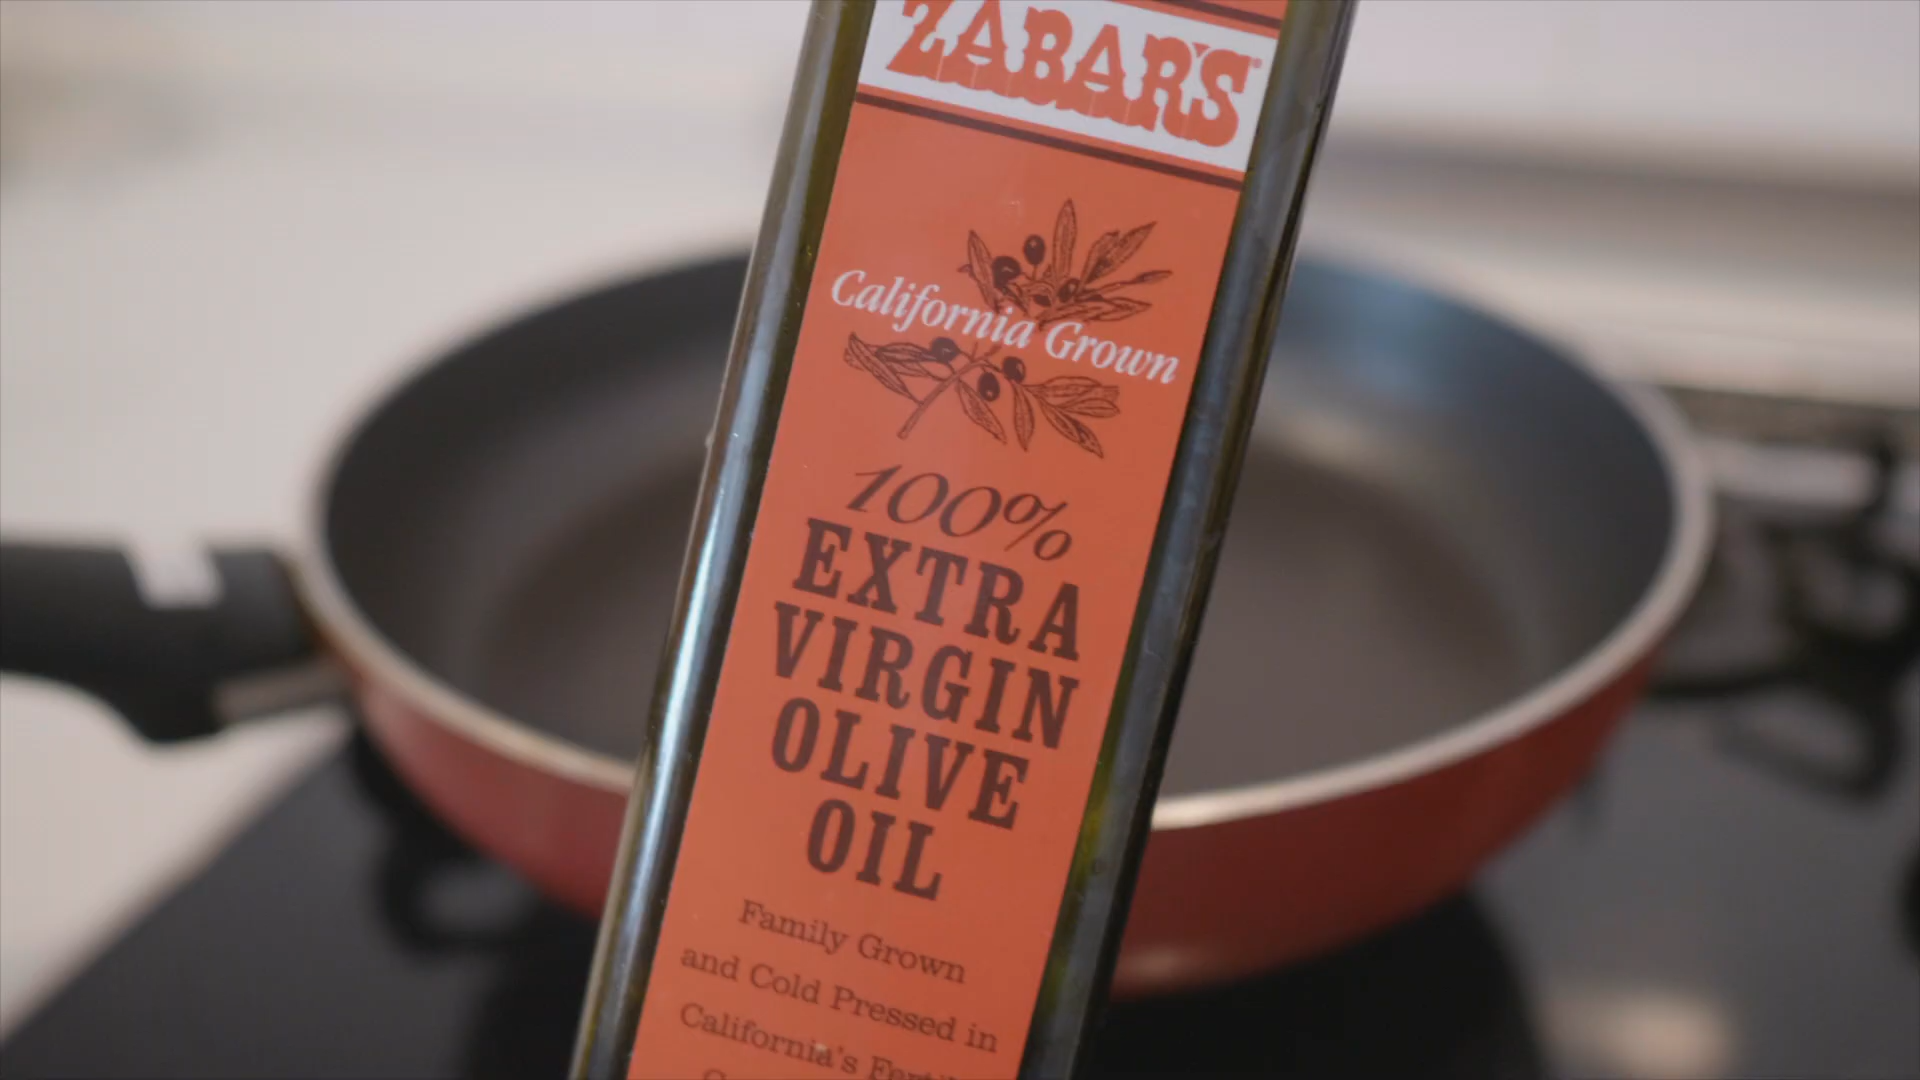 ZABAR'S
California Grown
100%
EXTRA
VIRGIN
OLIVE
OIL
Family Grown
and Cold Pressed in
California's